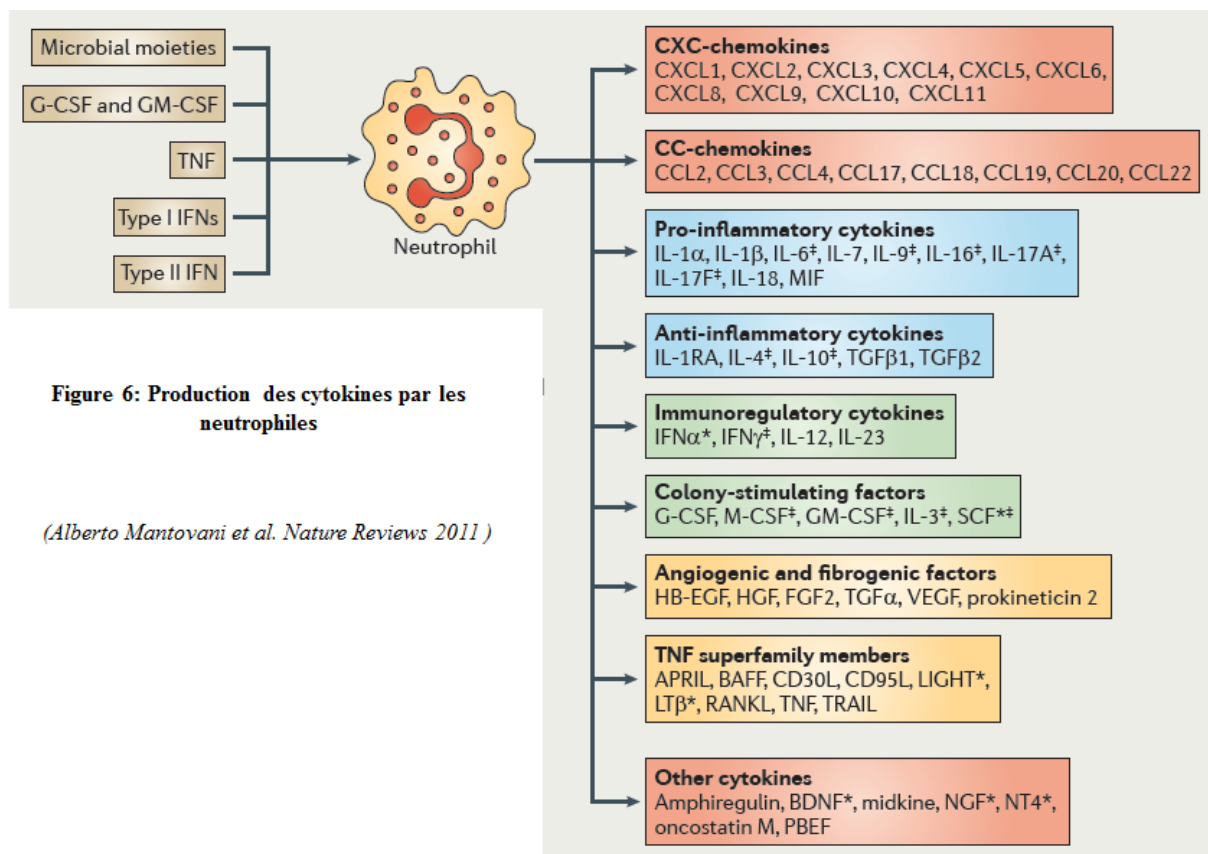 Microbial moieties
G-CSF and GM-CSF
TNF
Type I IFNs
Type II IFN
Neutrophil
CXC-chemokines
CXCL1, CXCL2, CXCL3, CXCL4, CXCL5, CXCL6,
CXCL8, CXCL9, CXCL10, CXCL11
CC-chemokines
CCL2, CCL3, CCL4, CCL17, CCL18, CCL19, CCL20, CCL22
Pro-inflammatory cytokines
IL-1α, IL-1β, IL-6‡, IL-7, IL-9‡, IL-16‡, IL-17A‡,
IL-17F‡, IL-18, MIF
Anti-inflammatory cytokines
IL-1RA, IL-4‡, IL-10‡, TGFβ1, TGFβ2
Immunoregulatory cytokines
IFNα*, IFNγ‡, IL-12, IL-23
Colony-stimulating factors
G-CSF, M-CSF‡, GM-CSF‡, IL-3‡, SCF*‡
Angiogenic and fibrogenic factors
HB-EGF, HGF, FGF2, TGFα, VEGF, prokineticin 2
TNF superfamily members
APRIL, BAFF, CD30L, CD95L, LIGHT*,
LTβ*, RANKL, TNF, TRAIL
Other cytokines
Amphiregulin, BDNF*, midkine, NGF*, NT4*,
oncostatin M, PBEF
Figure 6: Production des cytokines par les
neutrophiles
(Alberto Mantovani et al. Nature Reviews 2011 )